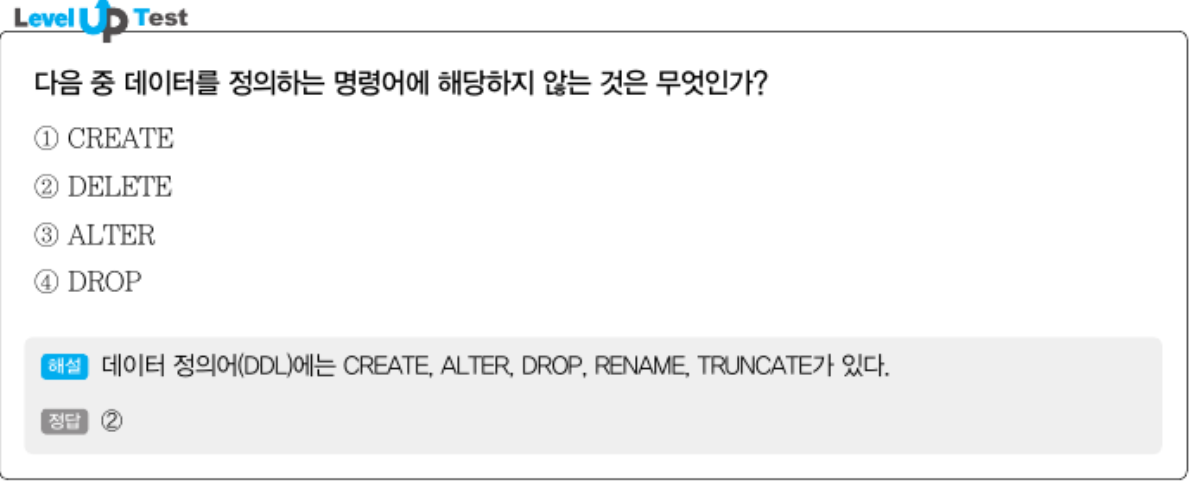 Level Up Test
다음 중 데이터를 정의하는 명령어에 해당하지 않는 것은 무엇인가?
① CREATE
② DELETE
③ ALTER
④ DROP
해설 데이터 정의어(DDL)에는 CREATE, ALTER, DROP, RENAME, TRUNCATE가 있다.
정답 ②